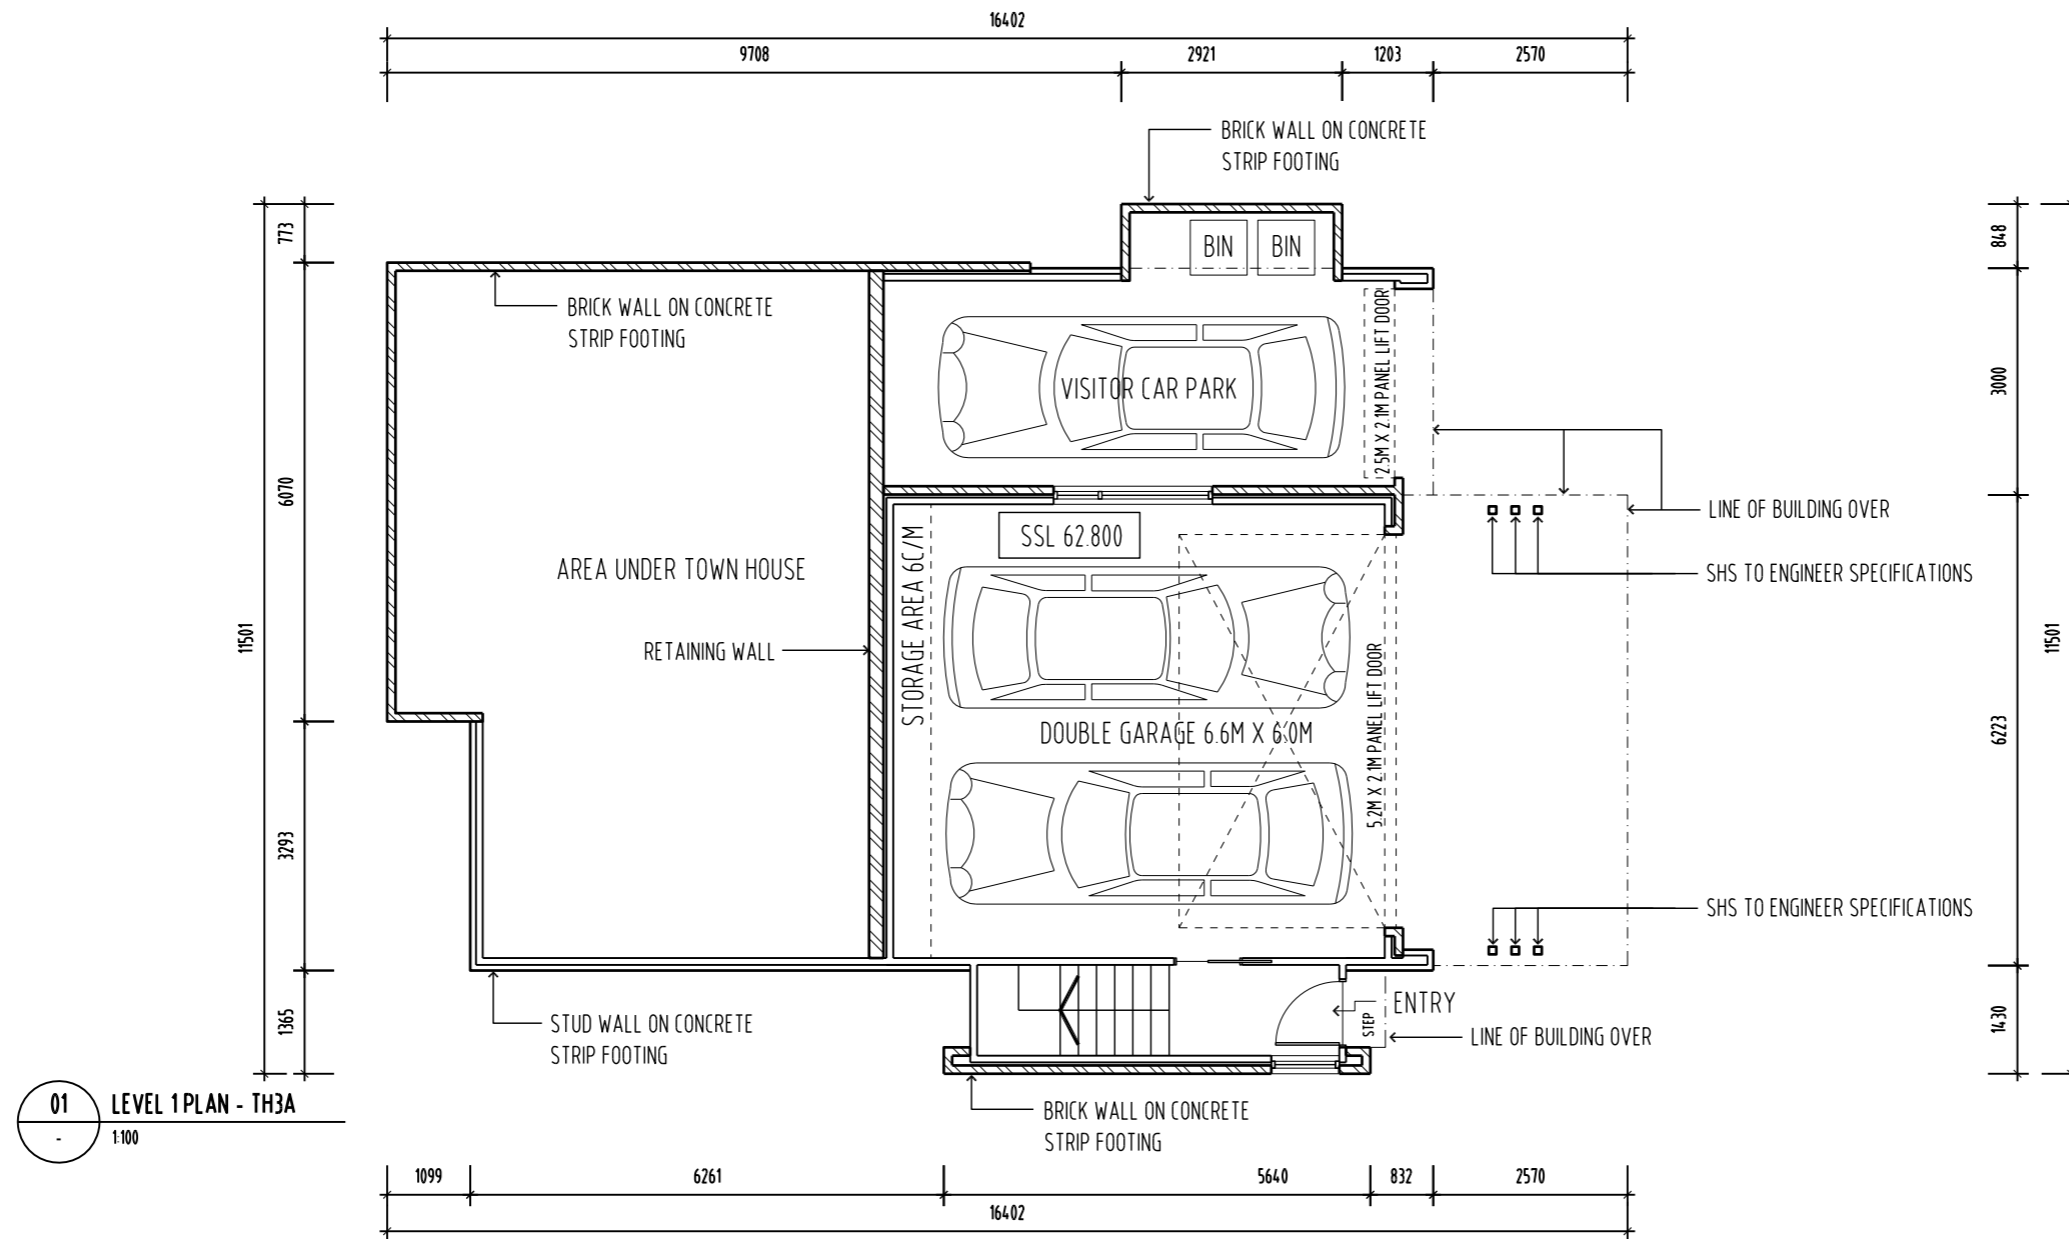 16402
9708
2921
1203
2570
BRICK WALL ON CONCRETE
STRIP FOOTING
773
848
BIN
BIN
BRICK WALL ON CONCRETE
STRIP FOOTING
2.5M X 2.1M PANEL LIFT DOOR
VISITOR CAR PARK
3000
6070
LINE OF BUILDING OVER
STORAGE AREA 6C/M
SSL 62.800
AREA UNDER TOWN HOUSE
SHS TO ENGINEER SPECIFICATIONS
11501
11501
RETAINING WALL
DOUBLE GARAGE 6.6M X 6.0M
5.2M X 2.1M PANEL LIFT DOOR
6223
3293
SHS TO ENGINEER SPECIFICATIONS
ENTRY
STEP
1365
1430
STUD WALL ON CONCRETE
STRIP FOOTING
LINE OF BUILDING OVER
01
LEVEL 1 PLAN - TH3A
-
1:100
BRICK WALL ON CONCRETE
STRIP FOOTING
1099
6261
5640
832
2570
16402